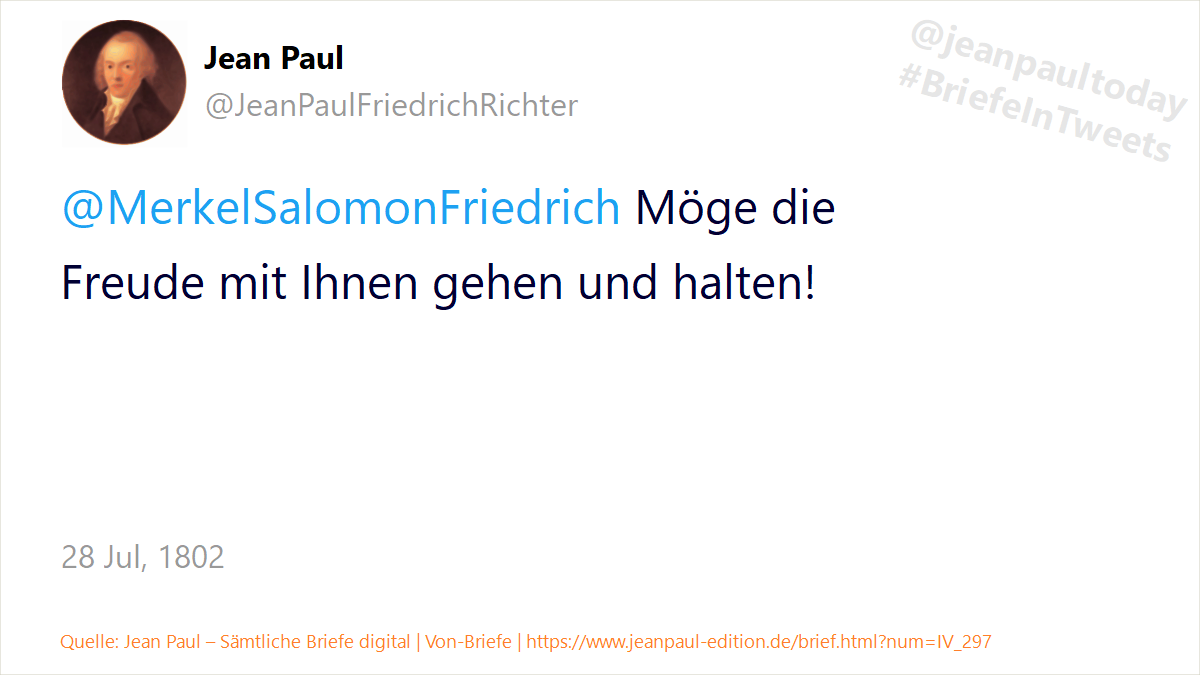 Jean Paul
@JeanPaulFriedrichRichter
@jeanpaultoday
#BriefeInTweets
@MerkelSalomonFriedrich Möge die
Freude mit Ihnen gehen und halten!
28 Jul, 1802
Quelle: Jean Paul – Sämtliche Briefe digital | Von-Briefe | https://www.jeanpaul-edition.de/brief.html?num=IV_297